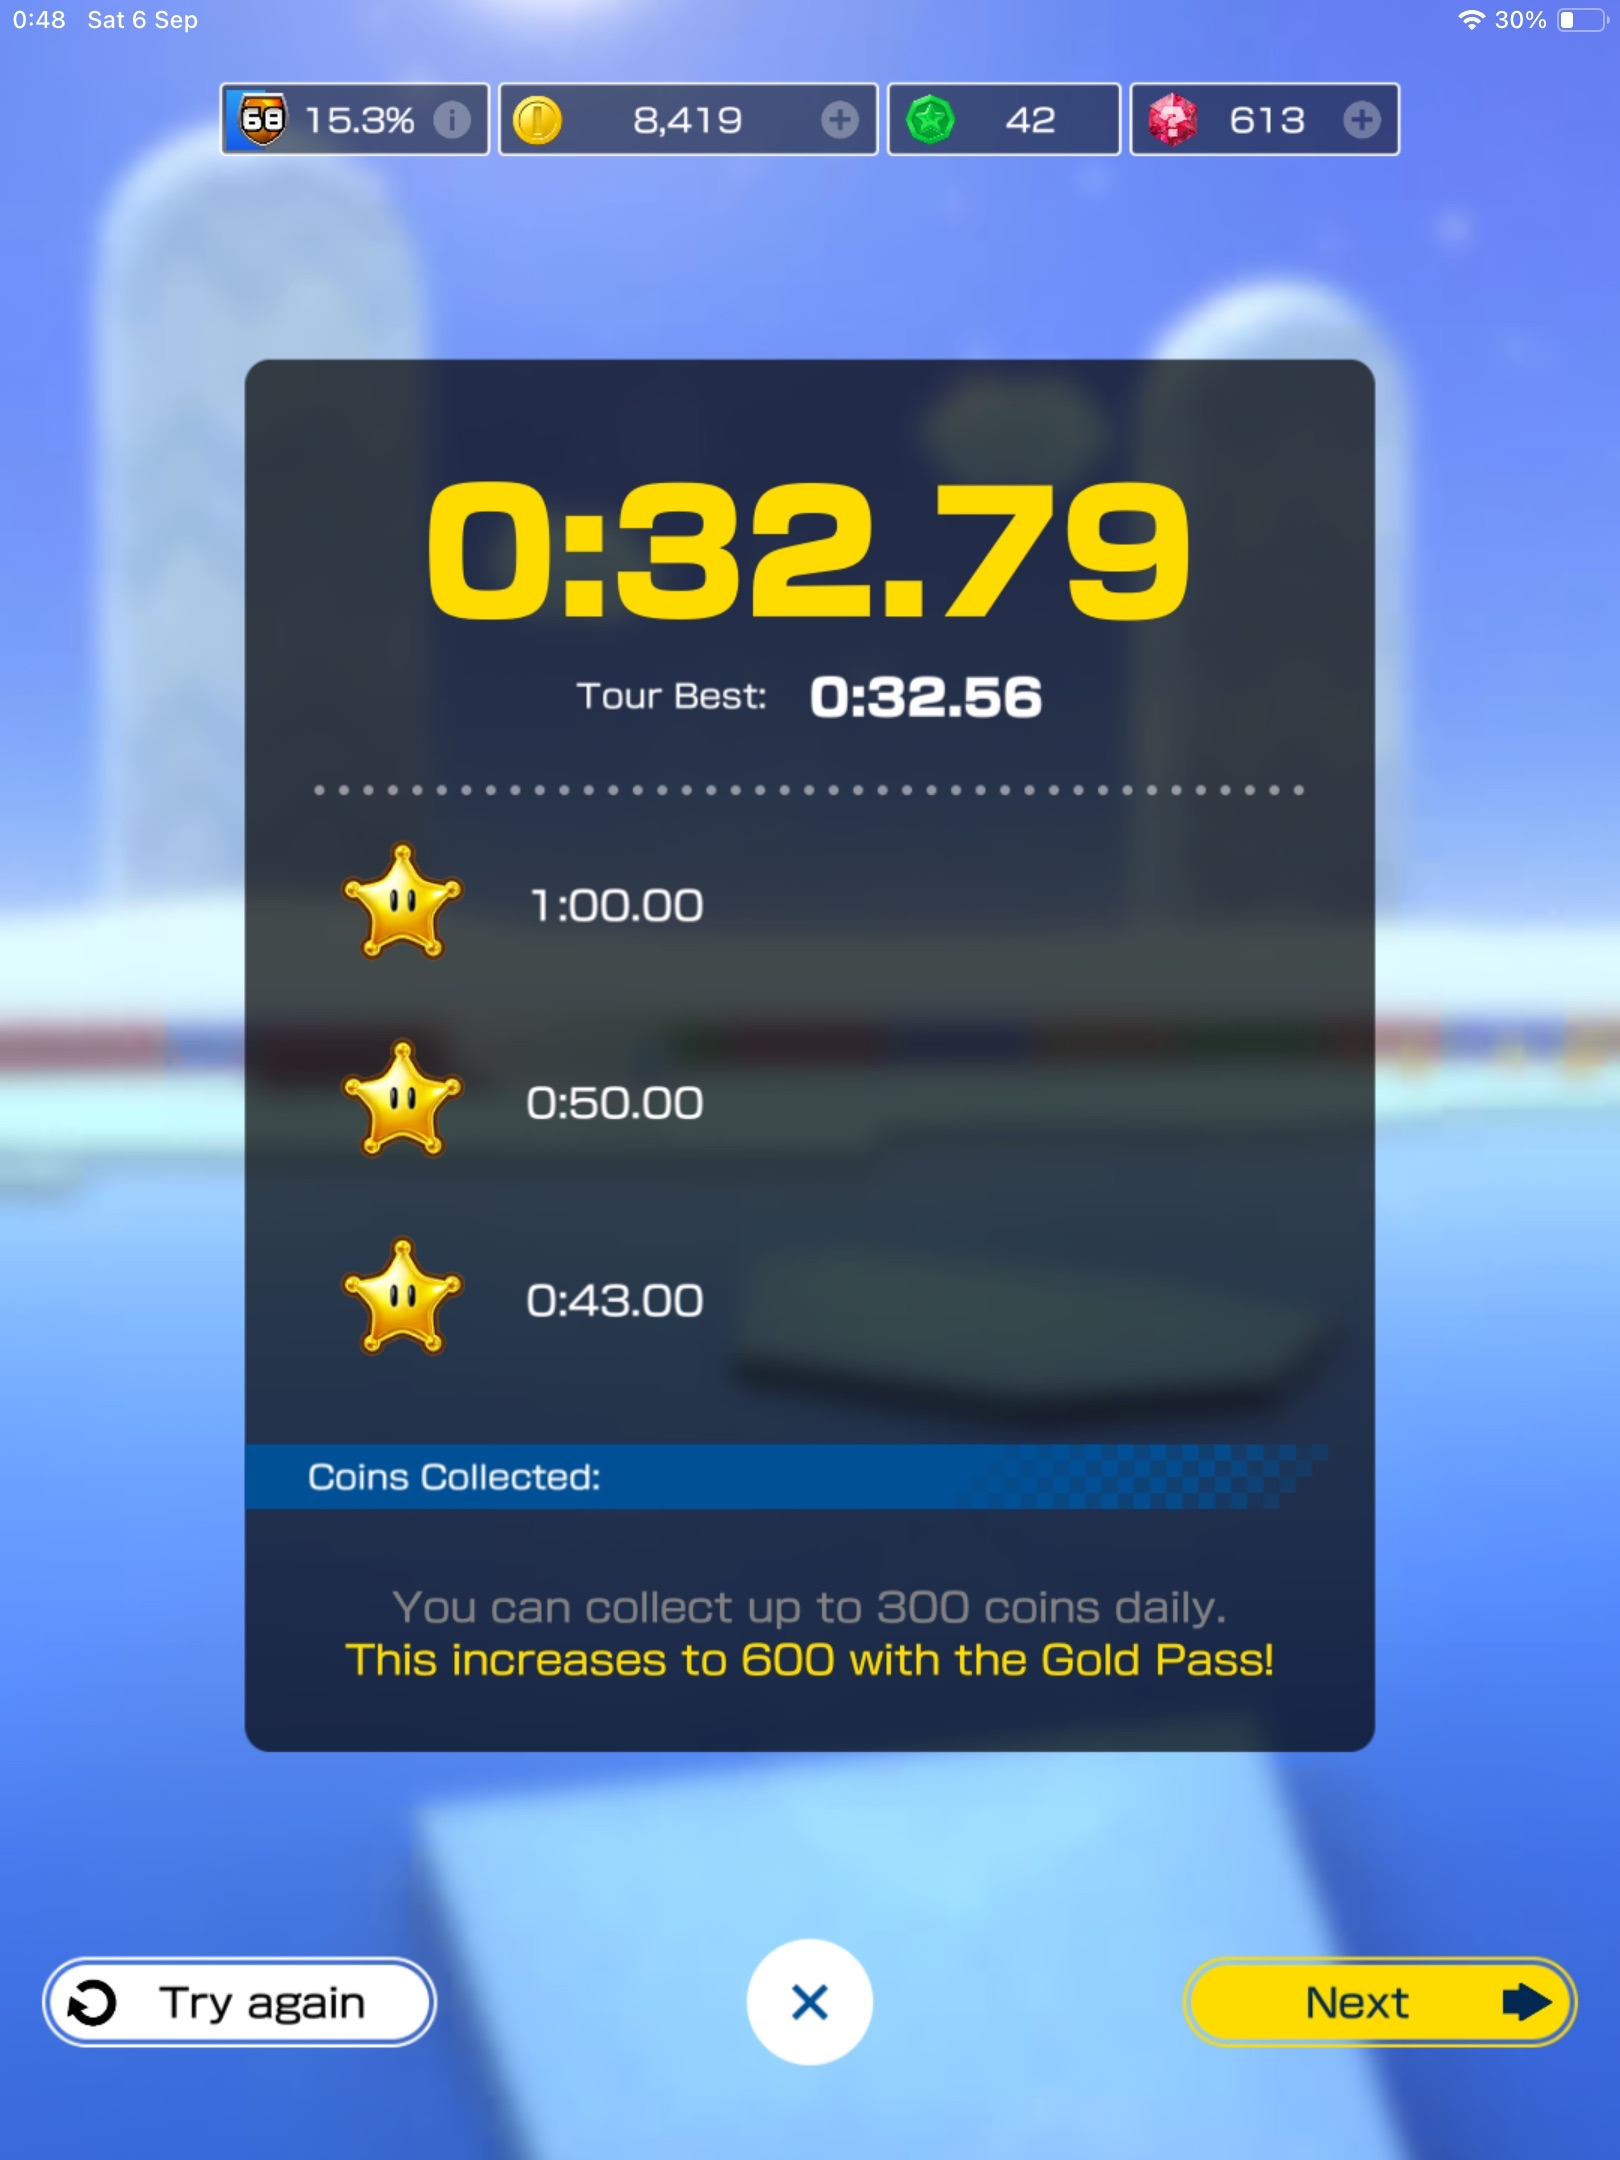 0:48 Sat 6 Sep 30%
68 15.3% 8,419 42 613
0:32.79
Tour Best: 0:32.56
1:00.00
0:50.00
0:43.00
Coins Collected:
You can collect up to 300 coins daily.
This increases to 600 with the Gold Pass!
Try again Next